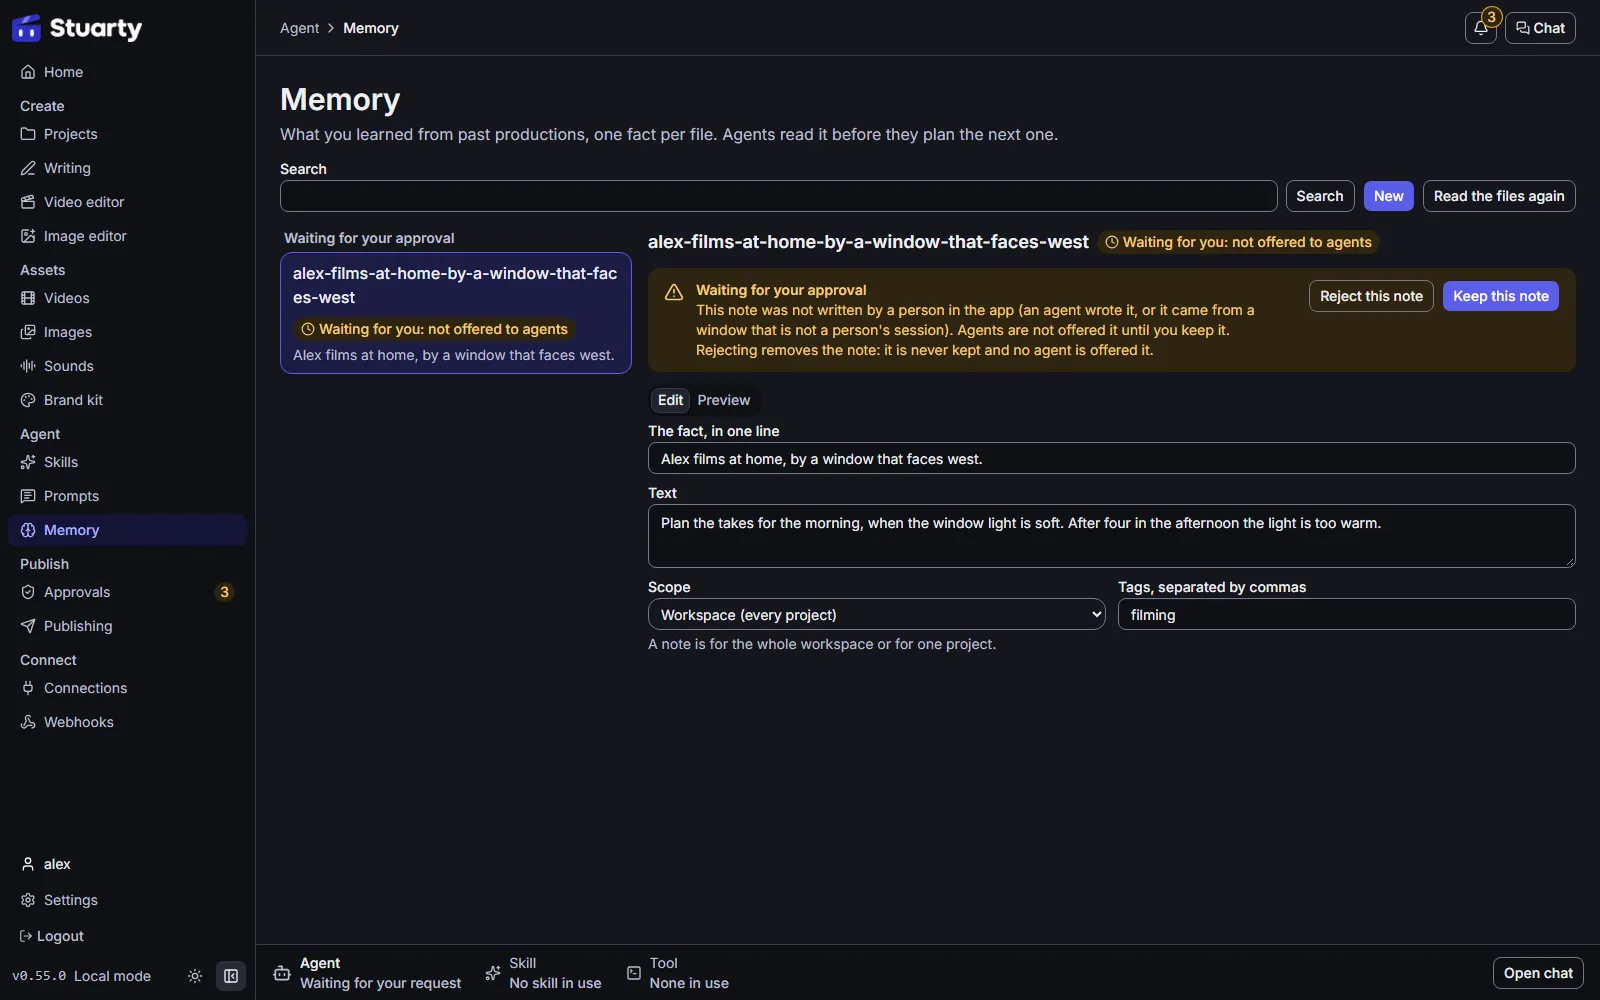 Stuarty
Home
Create
Projects
Writing
Video editor
Image editor
Assets
Videos
Images
Sounds
Brand kit
Agent
Skills
Prompts
Memory
Publish
Approvals 3
Publishing
Connect
Connections
Webhooks
alex
Settings
Logout
v0.55.0 Local mode
Agent > Memory
3
Chat
Memory
What you learned from past productions, one fact per file. Agents read it before they plan the next one.
Search
Search New Read the files again
Waiting for your approval
alex-films-at-home-by-a-window-that-fac
es-west
Waiting for you: not offered to agents
Alex films at home, by a window that faces west.
alex-films-at-home-by-a-window-that-faces-west Waiting for you: not offered to agents
Waiting for your approval
This note was not written by a person in the app (an agent wrote it, or it came from a
window that is not a person's session). Agents are not offered it until you keep it.
Rejecting removes the note: it is never kept and no agent is offered it.
Reject this note Keep this note
Edit Preview
The fact, in one line
Alex films at home, by a window that faces west.
Text
Plan the takes for the morning, when the window light is soft. After four in the afternoon the light is too warm.
Scope
Workspace (every project)
A note is for the whole workspace or for one project.
Tags, separated by commas
filming
Agent
Waiting for your request
Skill
No skill in use
Tool
None in use
Open chat